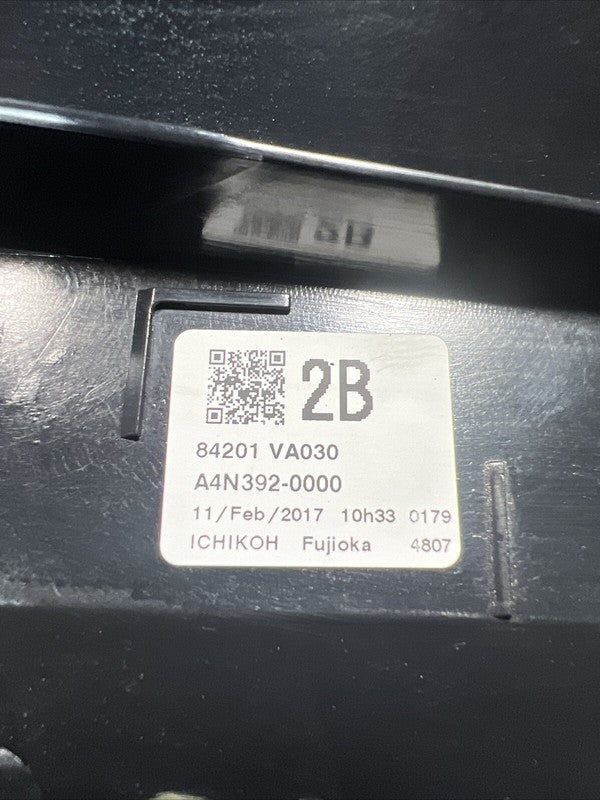 2B
84201 VA030
A4N392-0000
11/Feb/2017 10h33 0179
ICHIKOH Fujioka 4807